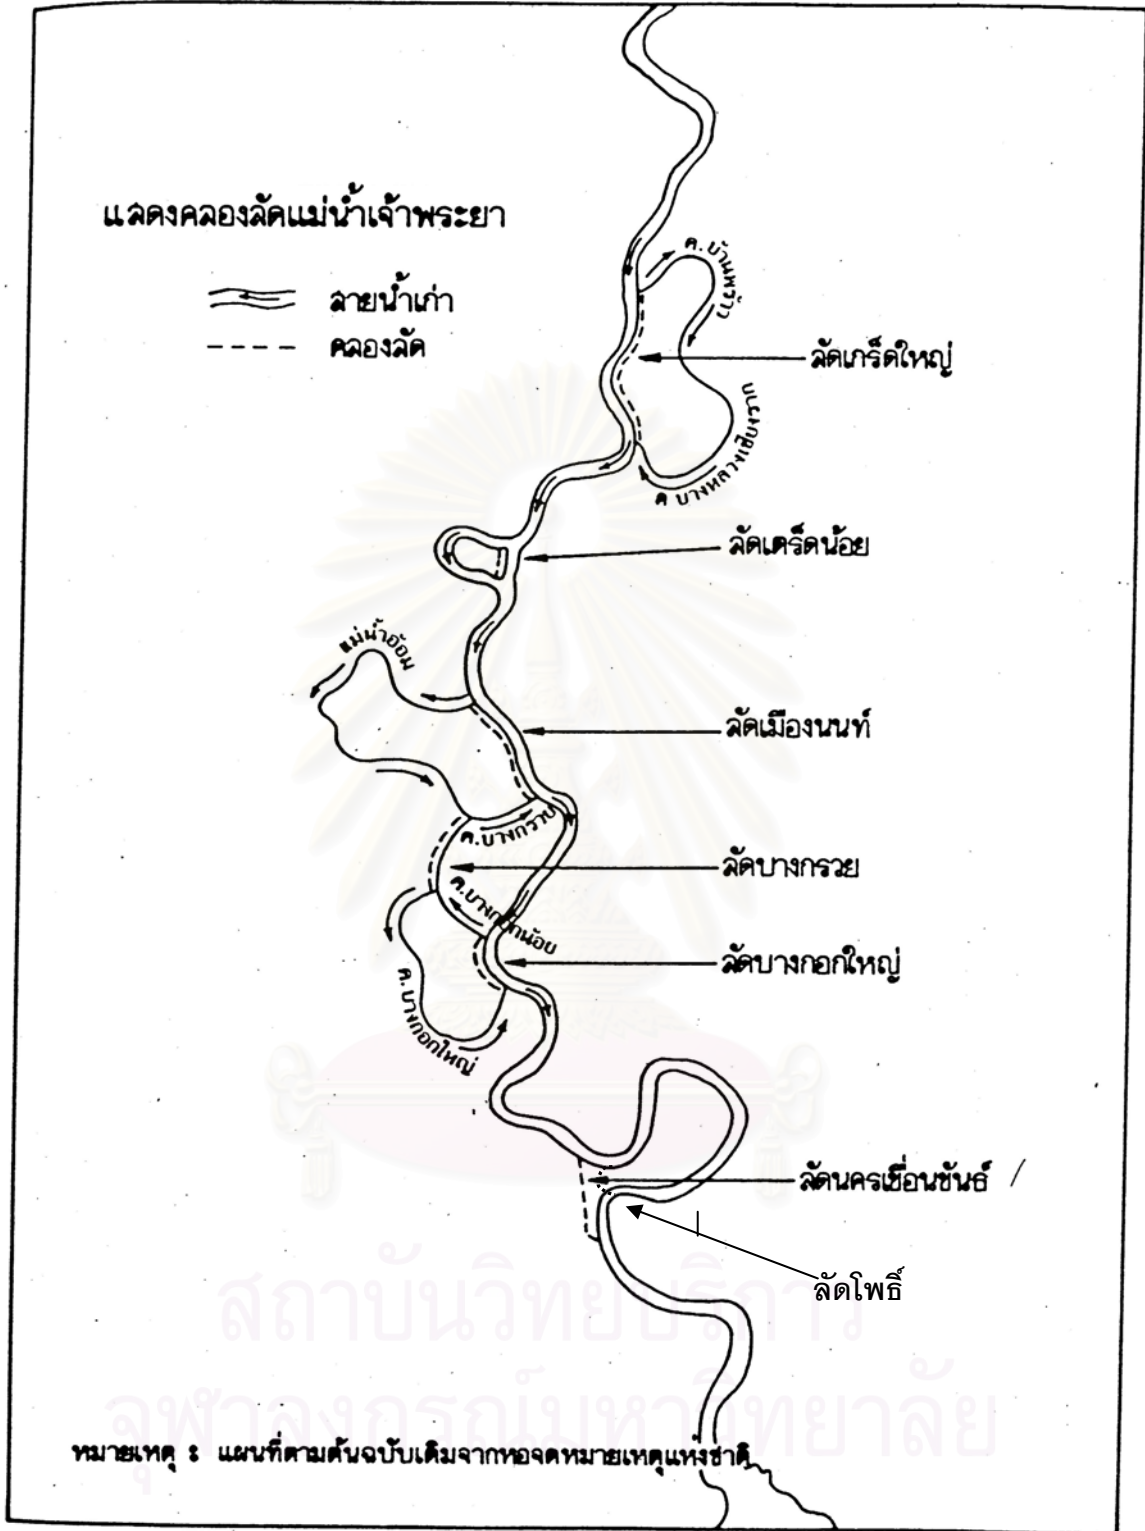 แสดงคลองลัดแม่น้ำเจ้าพระยา
สายน้ำเก่า
คลองลัด
ค.บ้านพร้าว
ลัดเกร็ดใหญ่
ค บางหลวงเชียงราก
ลัดเตร็ดน้อย
แม่น้ำอ้อม
ลัดเมืองนนท์
ค.บางกราบ
ลัดบางกรวย
ค.บางกอกน้อย
ลัดบางกอกใหญ่
ค.บางกอกใหญ่
ลัดนครเขื่อนขันธ์
ลัดโพธิ์
สถาบันวิทยบริการ
จุฬาลงกรณ์มหาวิทยาลัย
หมายเหตุ : แผนที่ตามต้นฉบับเดิมจากหอจดหมายเหตุแห่งชาติ